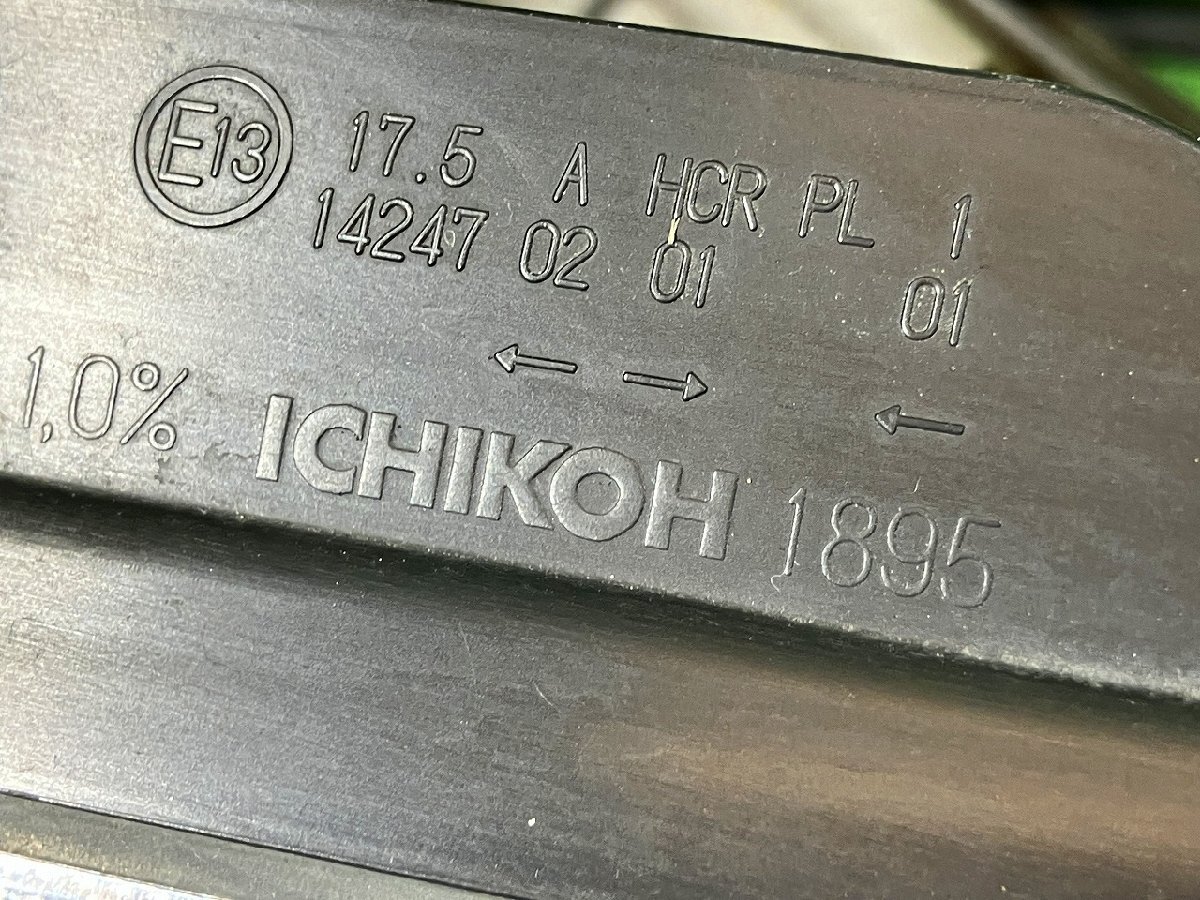 E13 17.5 A HCR PL 1
14247 02 01 01
← → ←
1,0% ICHIKOH 1895